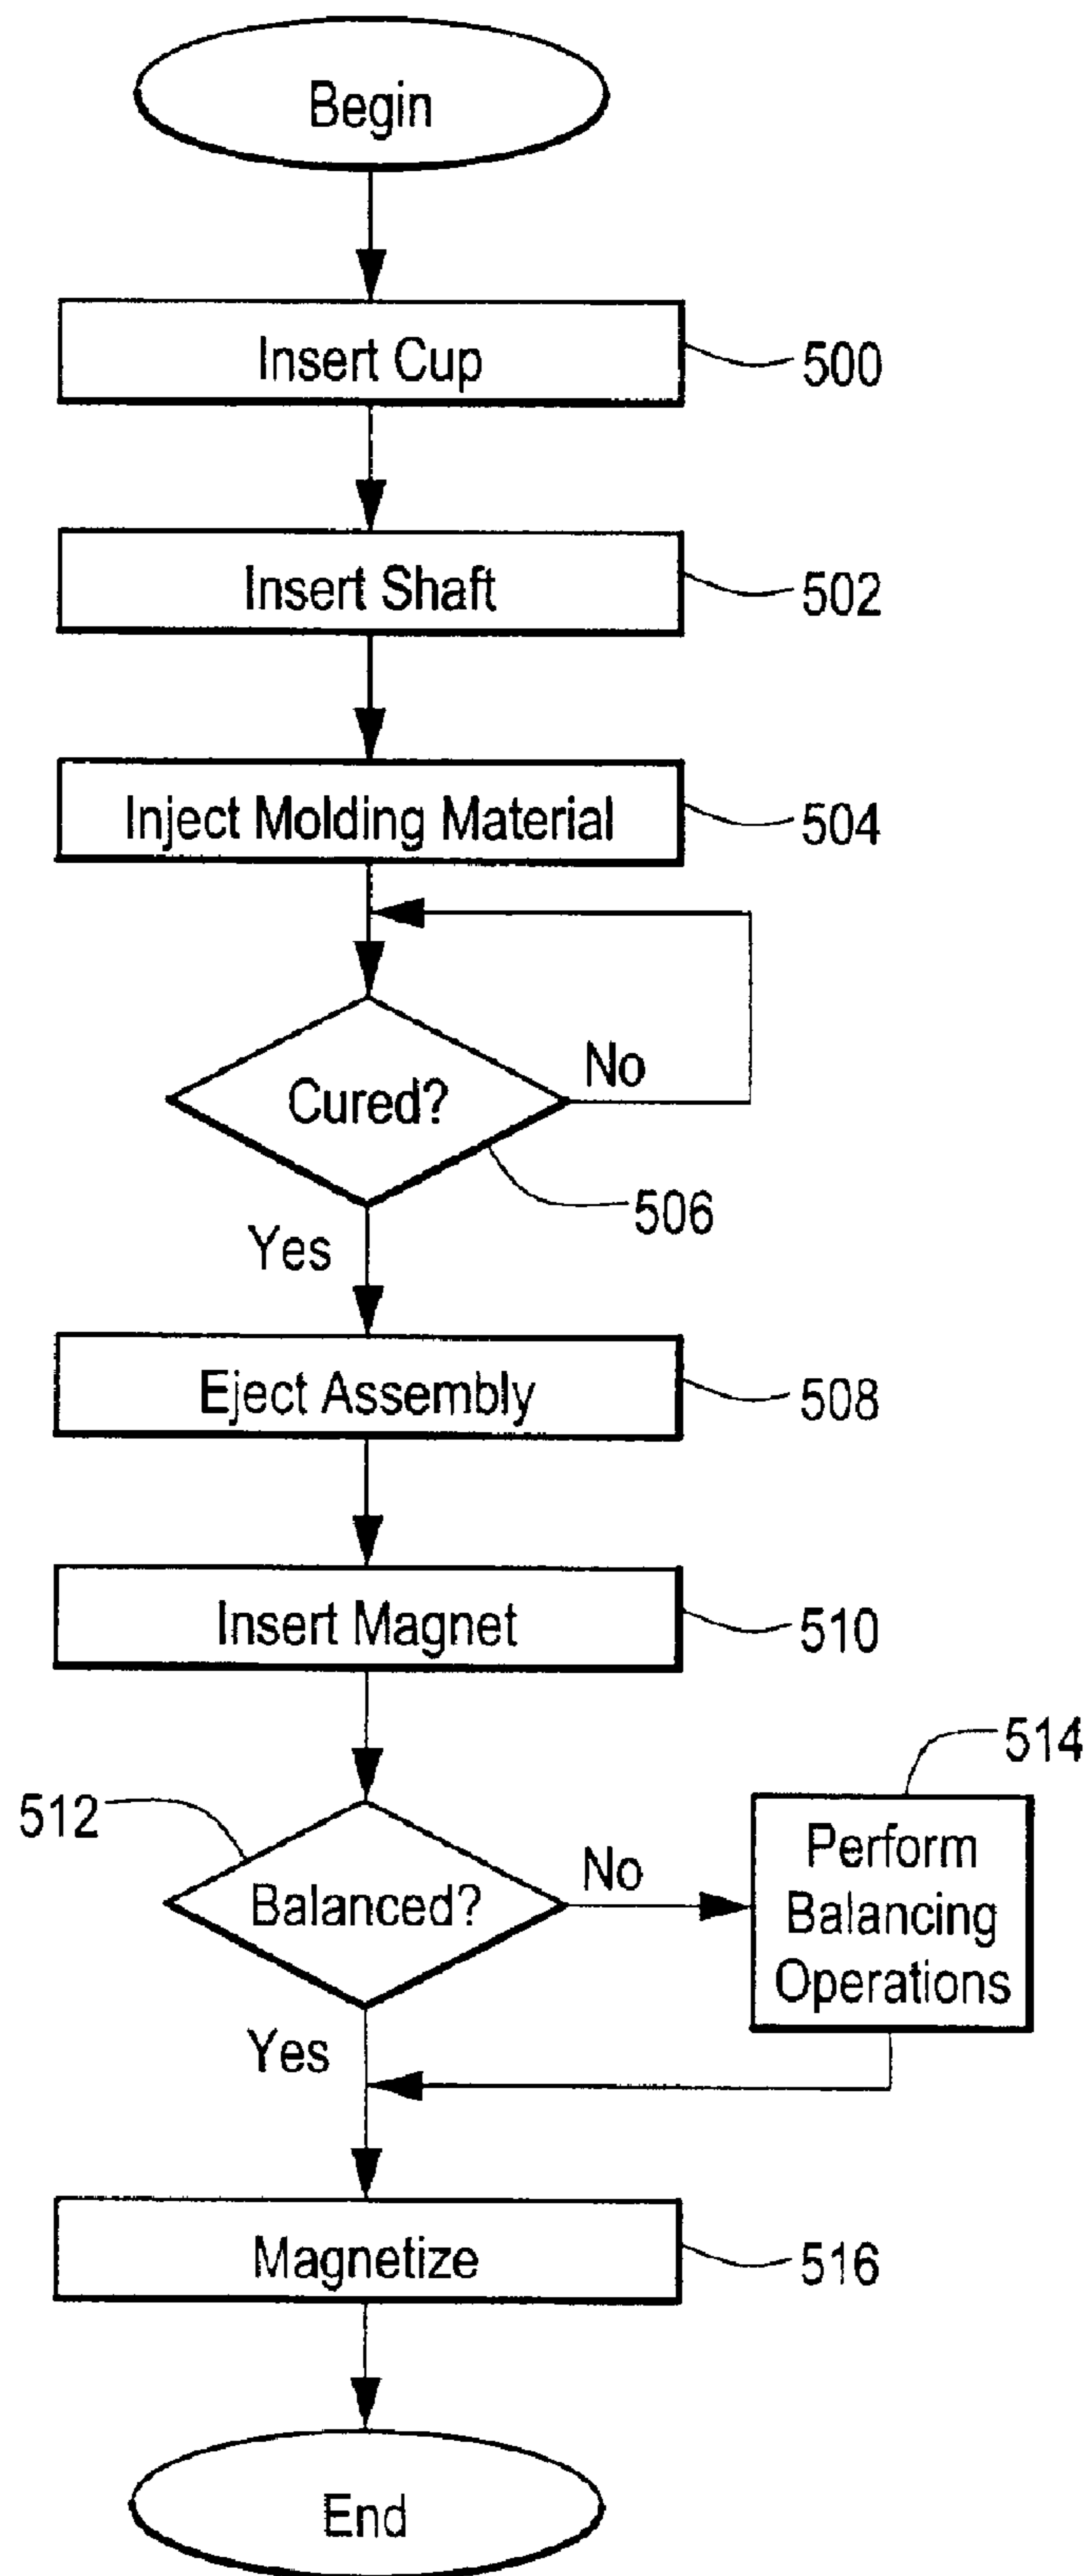 Begin
Insert Cup
500
Insert Shaft
502
Inject Molding Material
504
No
Cured?
506
Yes
Eject Assembly
508
Insert Magnet
510
514
512
Balanced?
No
Perform
Balancing
Operations
Yes
Magnetize
516
End